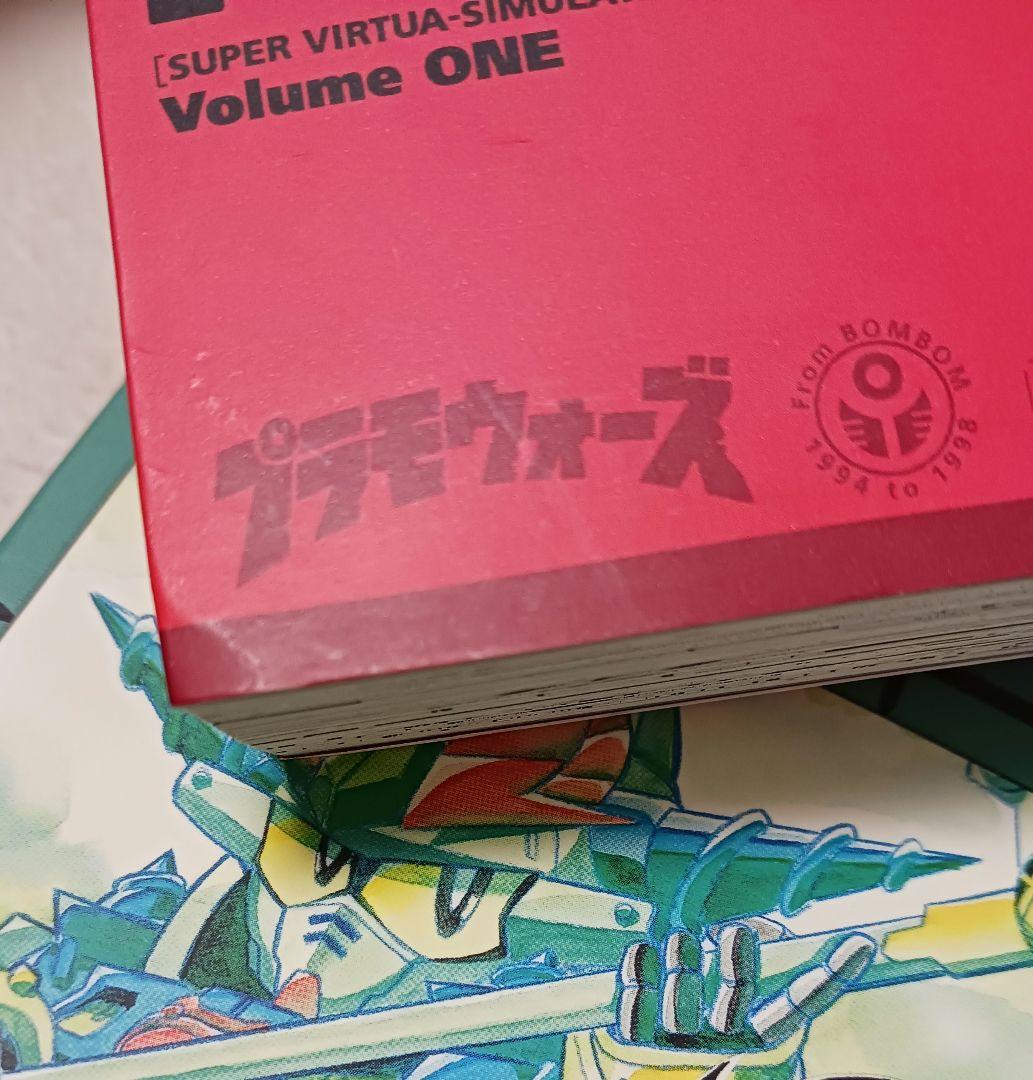 [SUPER VIRTUA-SIMULA
Volume ONE
プラモウォーズ
From BOMBOM
1994 to 1998